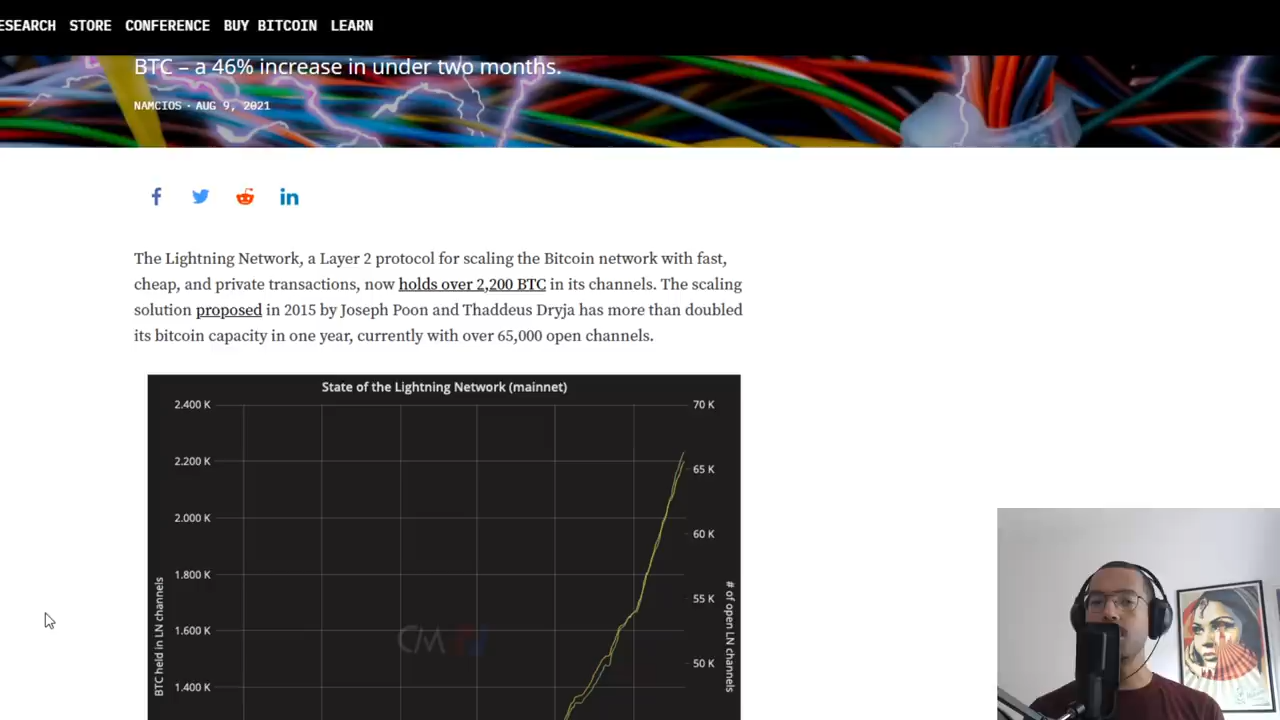 ESEARCH STORE CONFERENCE BUY BITCOIN LEARN
BTC – a 46% increase in under two months.
NAMCIOS · AUG 9, 2021
The Lightning Network, a Layer 2 protocol for scaling the Bitcoin network with fast,
cheap, and private transactions, now holds over 2,200 BTC in its channels. The scaling
solution proposed in 2015 by Joseph Poon and Thaddeus Dryja has more than doubled
its bitcoin capacity in one year, currently with over 65,000 open channels.
State of the Lightning Network (mainnet)
2.400 K
2.200 K
2.000 K
1.800 K
1.600 K
1.400 K
BTC held in LN channels
70 K
65 K
60 K
55 K
50 K
# of open LN channels
CM